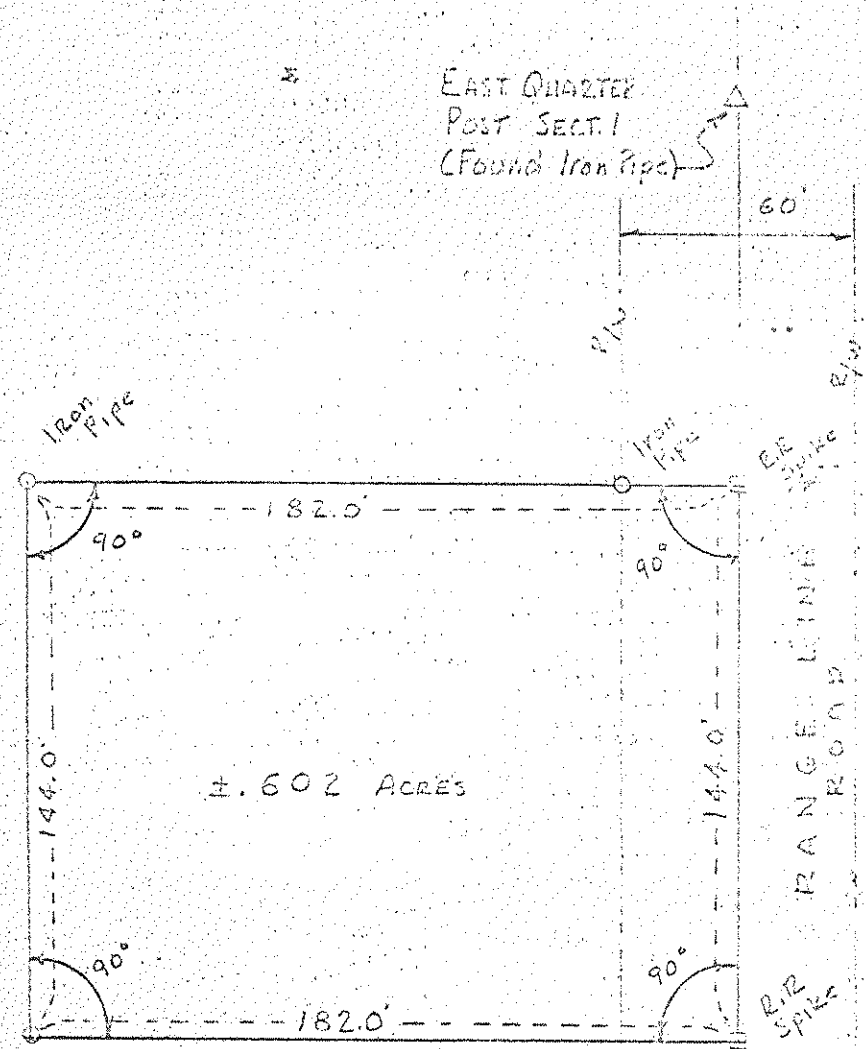 EAST QUARTER
POST SECT. 1
(Found Iron Pipe)
60'
R/W
R/W
Iron
Pipe
Iron
Pipe
R.R
Spike
182.0'
90°
90°
144.0'
±.602 ACRES
144.0'
RANGE LINE
ROAD
90°
90°
182.0'
R.R
Spike